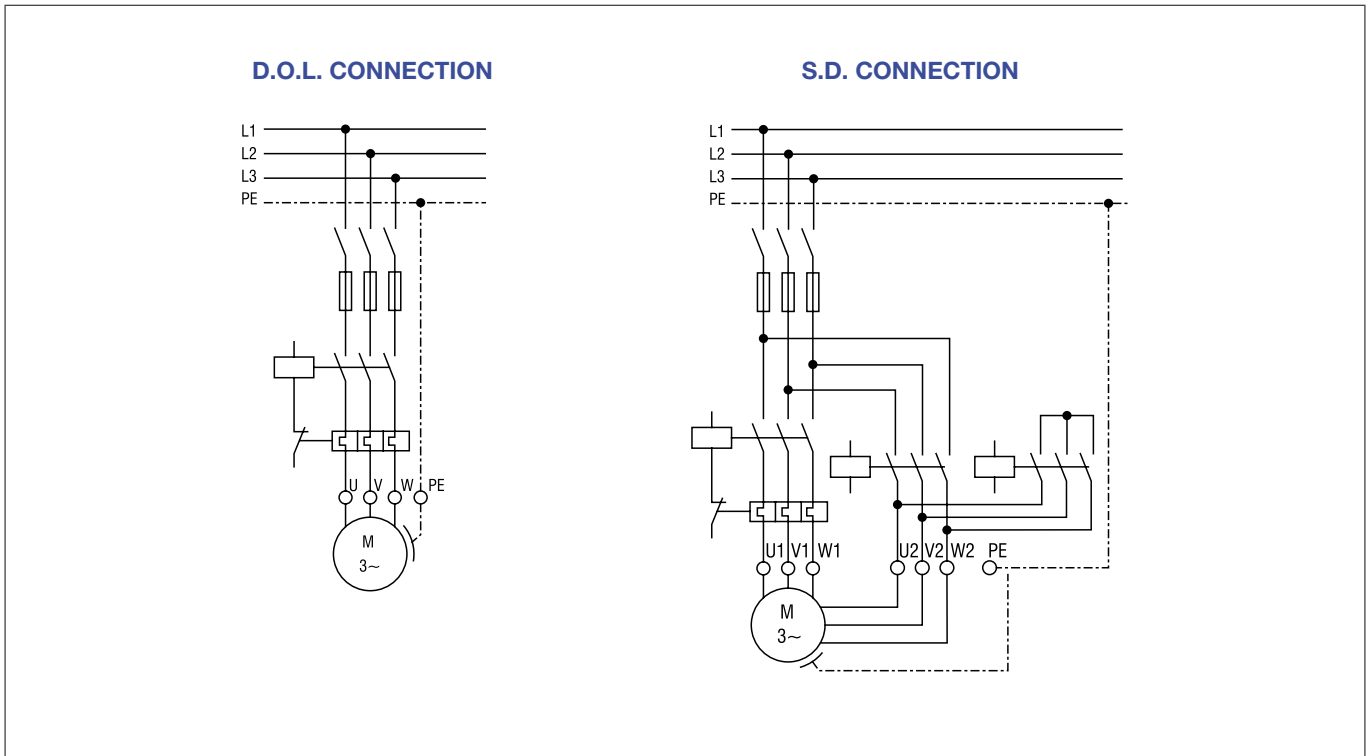 D.O.L. CONNECTION
L1
L2
L3
PE
U V W PE
M
3~
S.D. CONNECTION
L1
L2
L3
PE
U1 V1 W1 U2 V2 W2 PE
M
3~